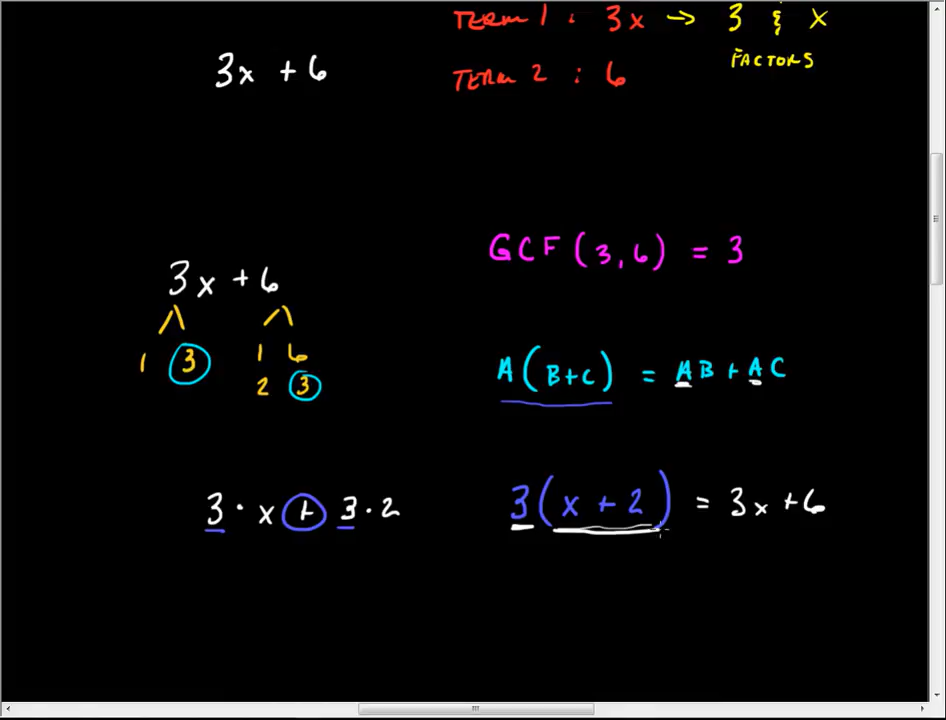 TERM 1 : 3x → 3 & x
FACTORS
3x + 6
TERM 2 : 6
GCF(3,6) = 3
3x + 6
1 3 1 6
2 3
A(B+C) = AB + AC
3 · x + 3 · 2
3(x + 2) = 3x + 6